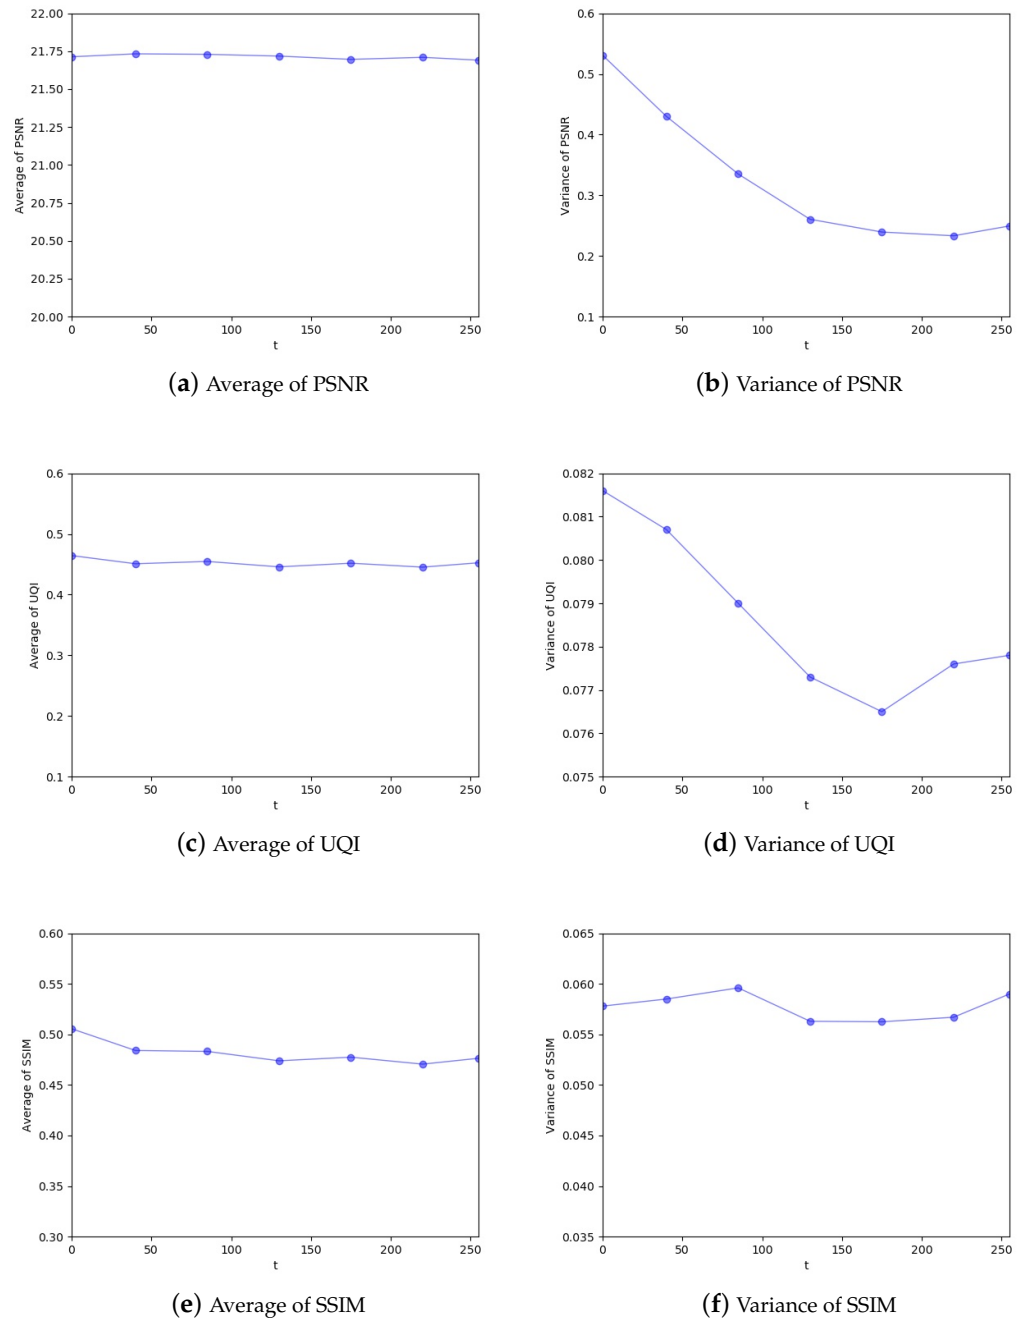 22.00
21.75
21.50
21.25
21.00
20.75
20.50
20.25
20.00
Average of PSNR
0 50 100 150 200 250
t
(a) Average of PSNR
0.6
0.5
0.4
0.3
0.2
0.1
Variance of PSNR
0 50 100 150 200 250
t
(b) Variance of PSNR
0.6
0.5
0.4
0.3
0.2
0.1
Average of UQI
0 50 100 150 200 250
t
(c) Average of UQI
0.082
0.081
0.080
0.079
0.078
0.077
0.076
0.075
Variance of UQI
0 50 100 150 200 250
t
(d) Variance of UQI
0.60
0.55
0.50
0.45
0.40
0.35
0.30
Average of SSIM
0 50 100 150 200 250
t
(e) Average of SSIM
0.065
0.060
0.055
0.050
0.045
0.040
0.035
Variance of SSIM
0 50 100 150 200 250
t
(f) Variance of SSIM